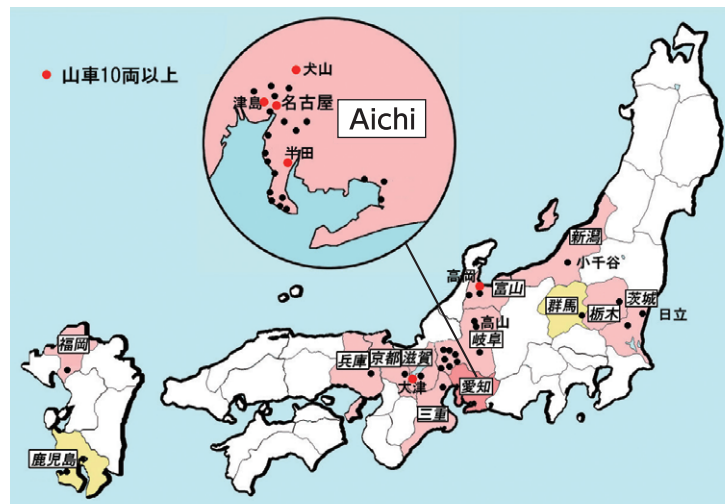 山車10両以上
犬山
津島
名古屋
Aichi
半田
新潟
小千谷
高岡
富山
群馬
栃木
茨城
日立
高山
岐阜
福岡
兵庫
京都
滋賀
大津
愛知
三重
鹿児島